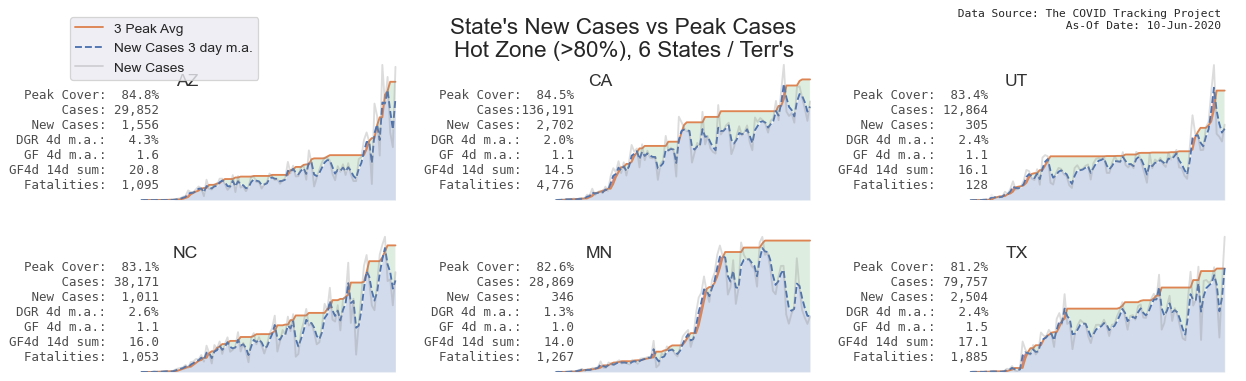 3 Peak Avg
New Cases 3 day m.a.
New Cases
State's New Cases vs Peak Cases
Hot Zone (>80%), 6 States / Terr's
Data Source: The COVID Tracking Project
As-Of Date: 10-Jun-2020
AZ
Peak Cover: 84.8%
Cases: 29,852
New Cases: 1,556
DGR 4d m.a.: 4.3%
GF 4d m.a.: 1.6
GF4d 14d sum: 20.8
Fatalities: 1,095
CA
Peak Cover: 84.5%
Cases:136,191
New Cases: 2,702
DGR 4d m.a.: 2.0%
GF 4d m.a.: 1.1
GF4d 14d sum: 14.5
Fatalities: 4,776
UT
Peak Cover: 83.4%
Cases: 12,864
New Cases: 305
DGR 4d m.a.: 2.4%
GF 4d m.a.: 1.1
GF4d 14d sum: 16.1
Fatalities: 128
NC
Peak Cover: 83.1%
Cases: 38,171
New Cases: 1,011
DGR 4d m.a.: 2.6%
GF 4d m.a.: 1.1
GF4d 14d sum: 16.0
Fatalities: 1,053
MN
Peak Cover: 82.6%
Cases: 28,869
New Cases: 346
DGR 4d m.a.: 1.3%
GF 4d m.a.: 1.0
GF4d 14d sum: 14.0
Fatalities: 1,267
TX
Peak Cover: 81.2%
Cases: 79,757
New Cases: 2,504
DGR 4d m.a.: 2.4%
GF 4d m.a.: 1.5
GF4d 14d sum: 17.1
Fatalities: 1,885